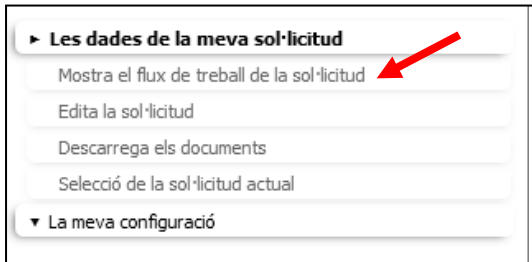 ▸ Les dades de la meva sol·licitud
Mostra el flux de treball de la sol·licitud
Edita la sol·licitud
Descarrega els documents
Selecció de la sol·licitud actual
▾ La meva configuració